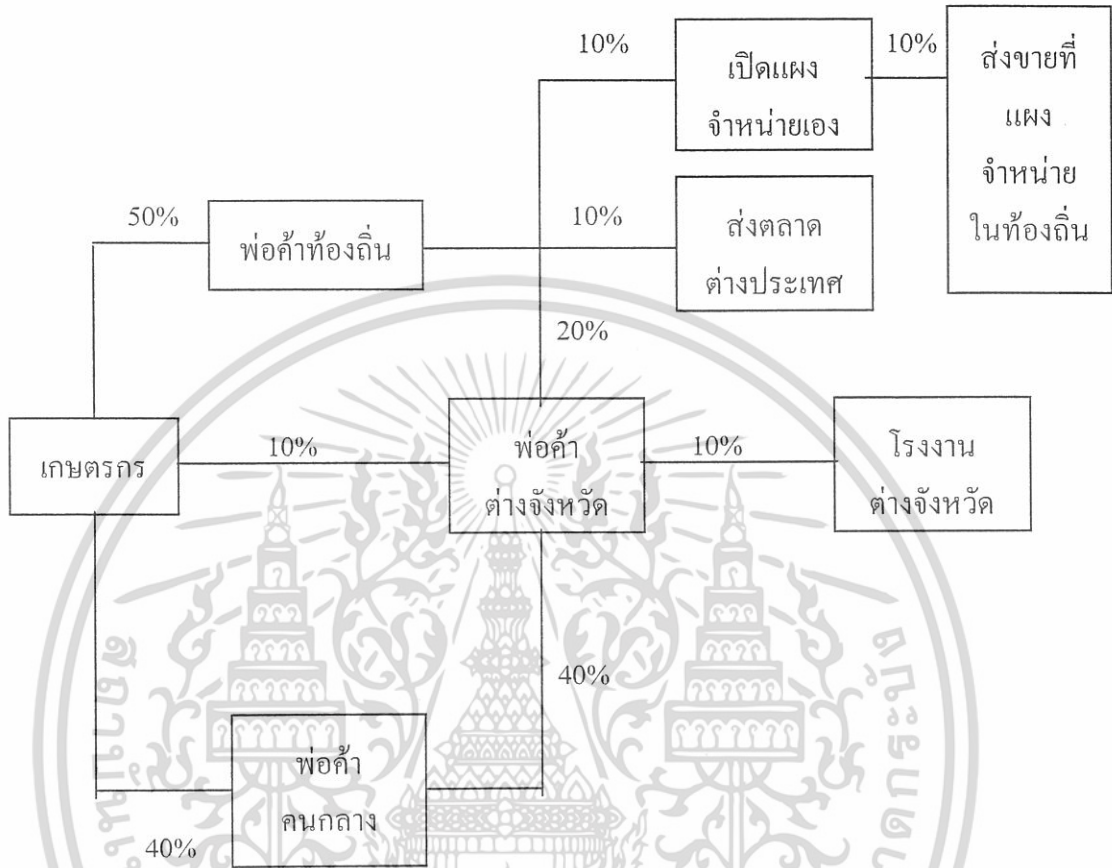 10%
10%
เปิดแผง
จำหน่ายเอง
ส่งขายที่
แผง
จำหน่าย
ในท้องถิ่น
50%
พ่อค้าท้องถิ่น
10%
ส่งตลาด
ต่างประเทศ
20%
เกษตรกร
10%
พ่อค้า
ต่างจังหวัด
10%
โรงงาน
ต่างจังหวัด
40%
พ่อค้า
คนกลาง
40%